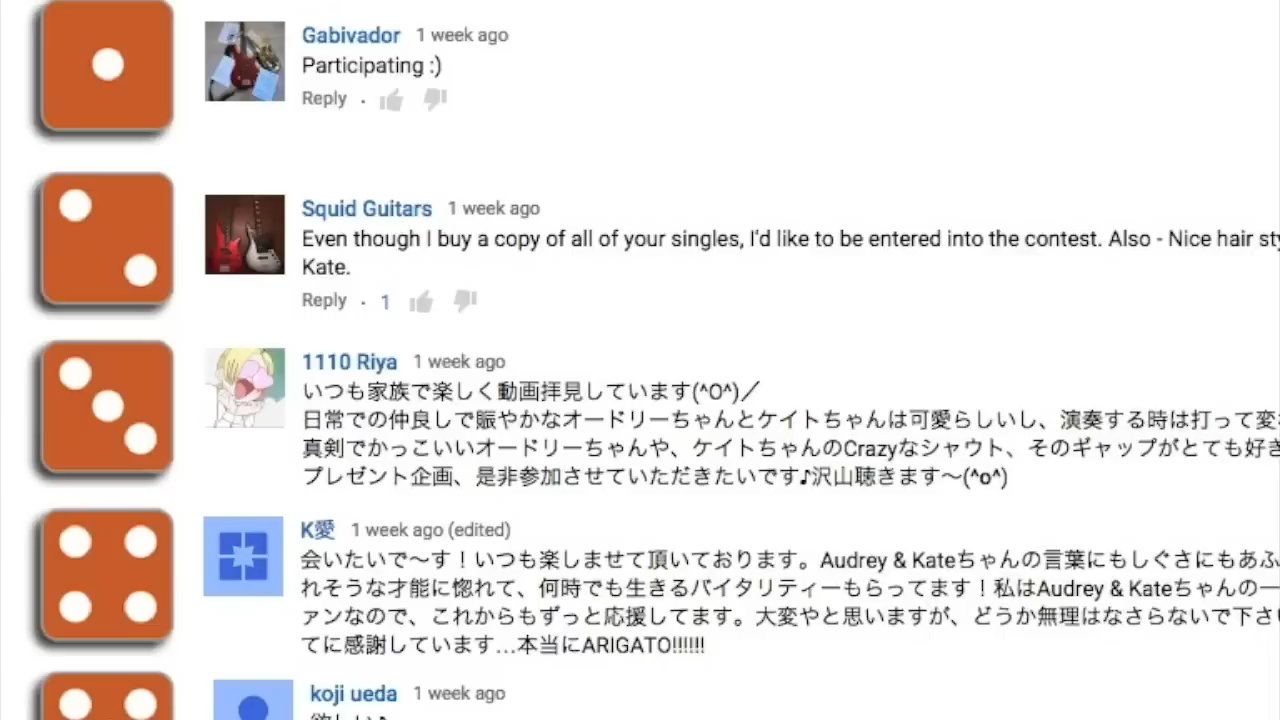 Gabivador 1 week ago
Participating :)
Reply .
Squid Guitars 1 week ago
Even though I buy a copy of all of your singles, I'd like to be entered into the contest. Also - Nice hair
Kate.
Reply . 1
1110 Riya 1 week ago
いつも家族で楽しく動画拝見しています(^O^)／
日常での仲良しで賑やかなオードリーちゃんとケイトちゃんは可愛らしいし、演奏する時は打って変
真剣でかっこいいオードリーちゃんや、ケイトちゃんのCrazyなシャウト、そのギャップがとても好き
プレゼント企画、是非参加させていただきたいです♪沢山聴きます〜(^o^)
K愛 1 week ago (edited)
会いたいで〜す！いつも楽しませて頂いております。Audrey & Kateちゃんの言葉にもしぐさにもあふ
れそうな才能に惚れて、何時でも生きるバイタリティーもらってます！私はAudrey & Kateちゃんの一
ァンなので、これからもずっと応援してます。大変やと思いますが、どうか無理はなさらないで下さ
てに感謝しています...本当にARIGATO!!!!!!
koji ueda 1 week ago